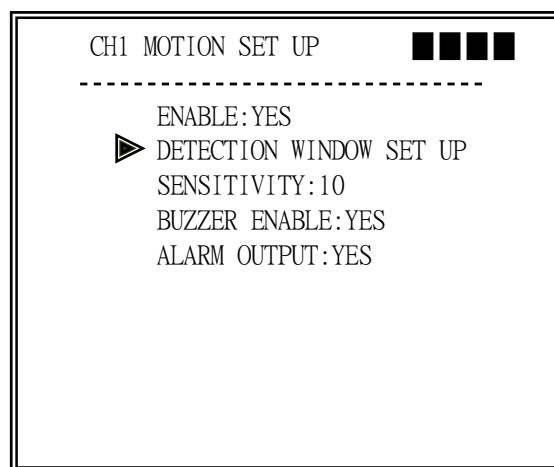 CH1 MOTION SET UP
ENABLE:YES
DETECTION WINDOW SET UP
SENSITIVITY:10
BUZZER ENABLE:YES
ALARM OUTPUT:YES